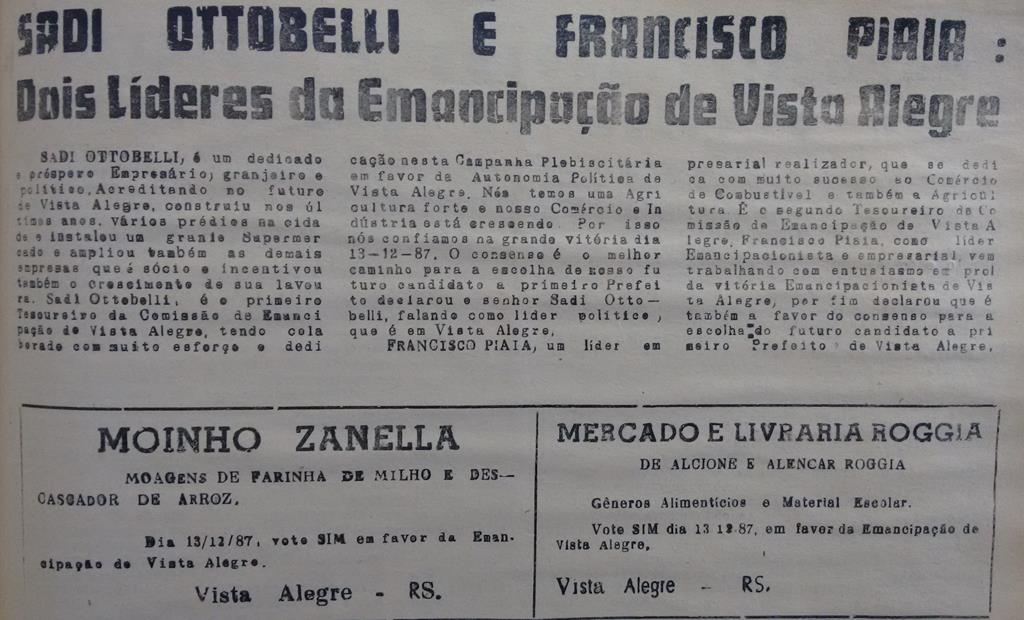 SADI OTTOBELLI E FRANCISCO PIAIA :
Dois Líderes da Emancipação de Vista Alegre
SADI OTTOBELLI, é um dedicado
e próspero Empresário, granjeiro e
político. Acreditando no futuro
de Vista Alegre, construiu nos úl
timos anos. Vários prédios na cida
de e instalou um grande Supermer
cado e ampliou também as demais
empresas que é sócio e incentivou
também o crescimento de sua lavou
ra. Sadi Ottobelli, é o primeiro
Tesoureiro da Comissão de Emanci
pação de Vista Alegre, tendo cola
borado com muito esforço e dedi
cação nesta Campanha Plebiscitária
em favor da Autonomia Política de
Vista Alegre. Nós temos uma Agri
cultura forte e nosso Comércio e In
dústria está crescendo. Por isso
nós confiamos na grande vitória dia
13-12-87. O consenso é o melhor
caminho para a escolha de nosso fu
turo candidato a primeiro Prefei
to declarou o senhor Sadi Otto-
belli, falando como líder político,
que é em Vista Alegre.
FRANCISCO PIAIA, um líder em
presarial realizador, que se dedi
ca com muito sucesso ao Comércio
de Combustível e também a Agricul
tura. É o segundo Tesoureiro da Co
missão de Emancipação de Vista A
legre. Francisco Piaia, como líder
Emancipacionista e empresarial, vem
trabalhando com entusiasmo em prol
da vitória Emancipacionista de Vis
ta Alegre, por fim declarou que é
também a favor do consenso para a
escolha do futuro candidato a pri
meiro Prefeito de Vista Alegre.
MOINHO ZANELLA
MOAGENS DE FARINHA DE MILHO E DES-
CASCADOR DE ARROZ.
Dia 13/12/87, vote SIM em favor da Eman-
cipação de Vista Alegre.
Vista Alegre - RS.
MERCADO E LIVRARIA ROGGIA
DE ALCIONE E ALENCAR ROGGIA
Gêneros Alimentícios e Material Escolar.
Vote SIM dia 13 12.87, em favor da Emancipação de
Vista Alegre.
Vista Alegre - RS.